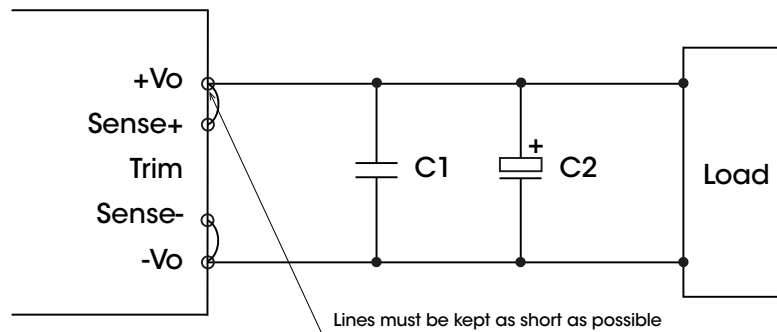 +Vo
Sense+
Trim
Sense-
-Vo
C1
+
C2
Load
Lines must be kept as short as possible